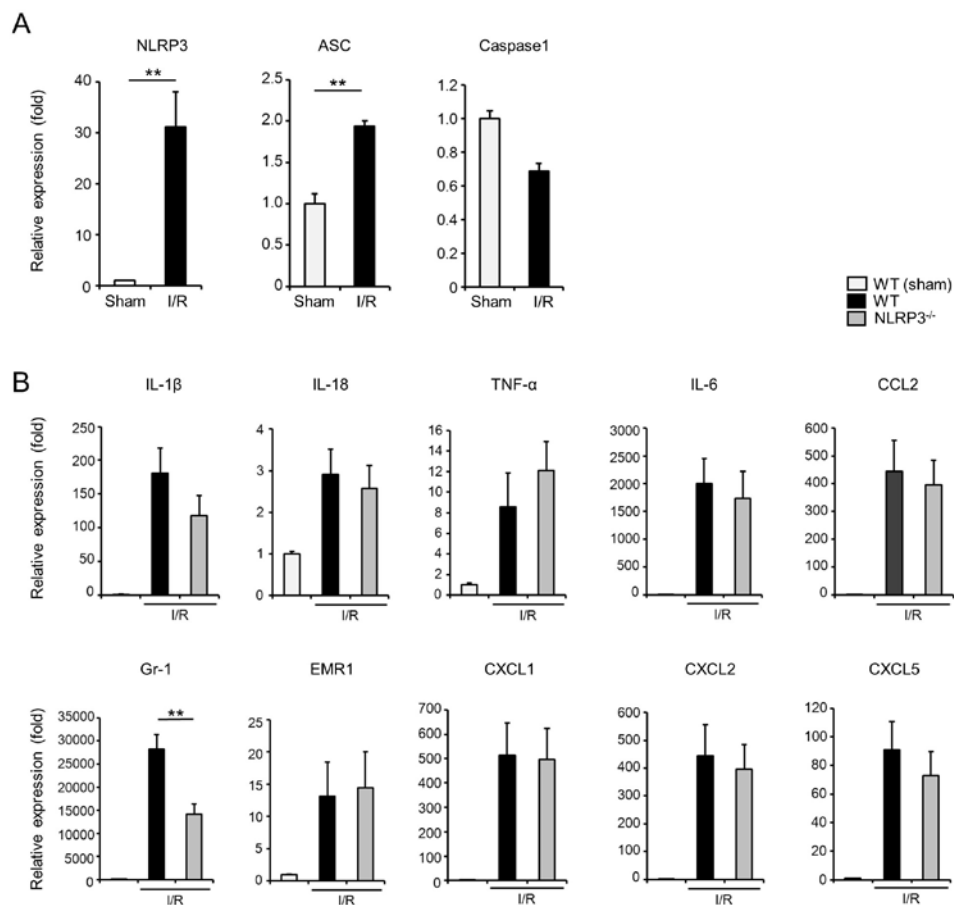 A
NLRP3
ASC
Caspase1
Relative expression (fold)
40
30
20
10
0
**
Sham
I/R
2.5
2.0
1.5
1.0
0.5
0
**
Sham
I/R
1.2
1.0
0.8
0.6
0.4
0.2
0
Sham
I/R
WT (sham)
WT
NLRP3-/-
B
IL-1β
IL-18
TNF-α
IL-6
CCL2
Relative expression (fold)
250
200
150
100
50
0
I/R
4
3
2
1
0
I/R
14
12
10
8
6
4
2
0
I/R
3000
2500
2000
1500
1000
500
0
I/R
600
500
400
300
200
100
0
I/R
Gr-1
EMR1
CXCL1
CXCL2
CXCL5
Relative expression (fold)
35000
30000
25000
20000
15000
10000
5000
0
**
I/R
25
20
15
10
5
0
I/R
700
600
500
400
300
200
100
0
I/R
600
500
400
300
200
100
0
I/R
120
100
80
60
40
20
0
I/R